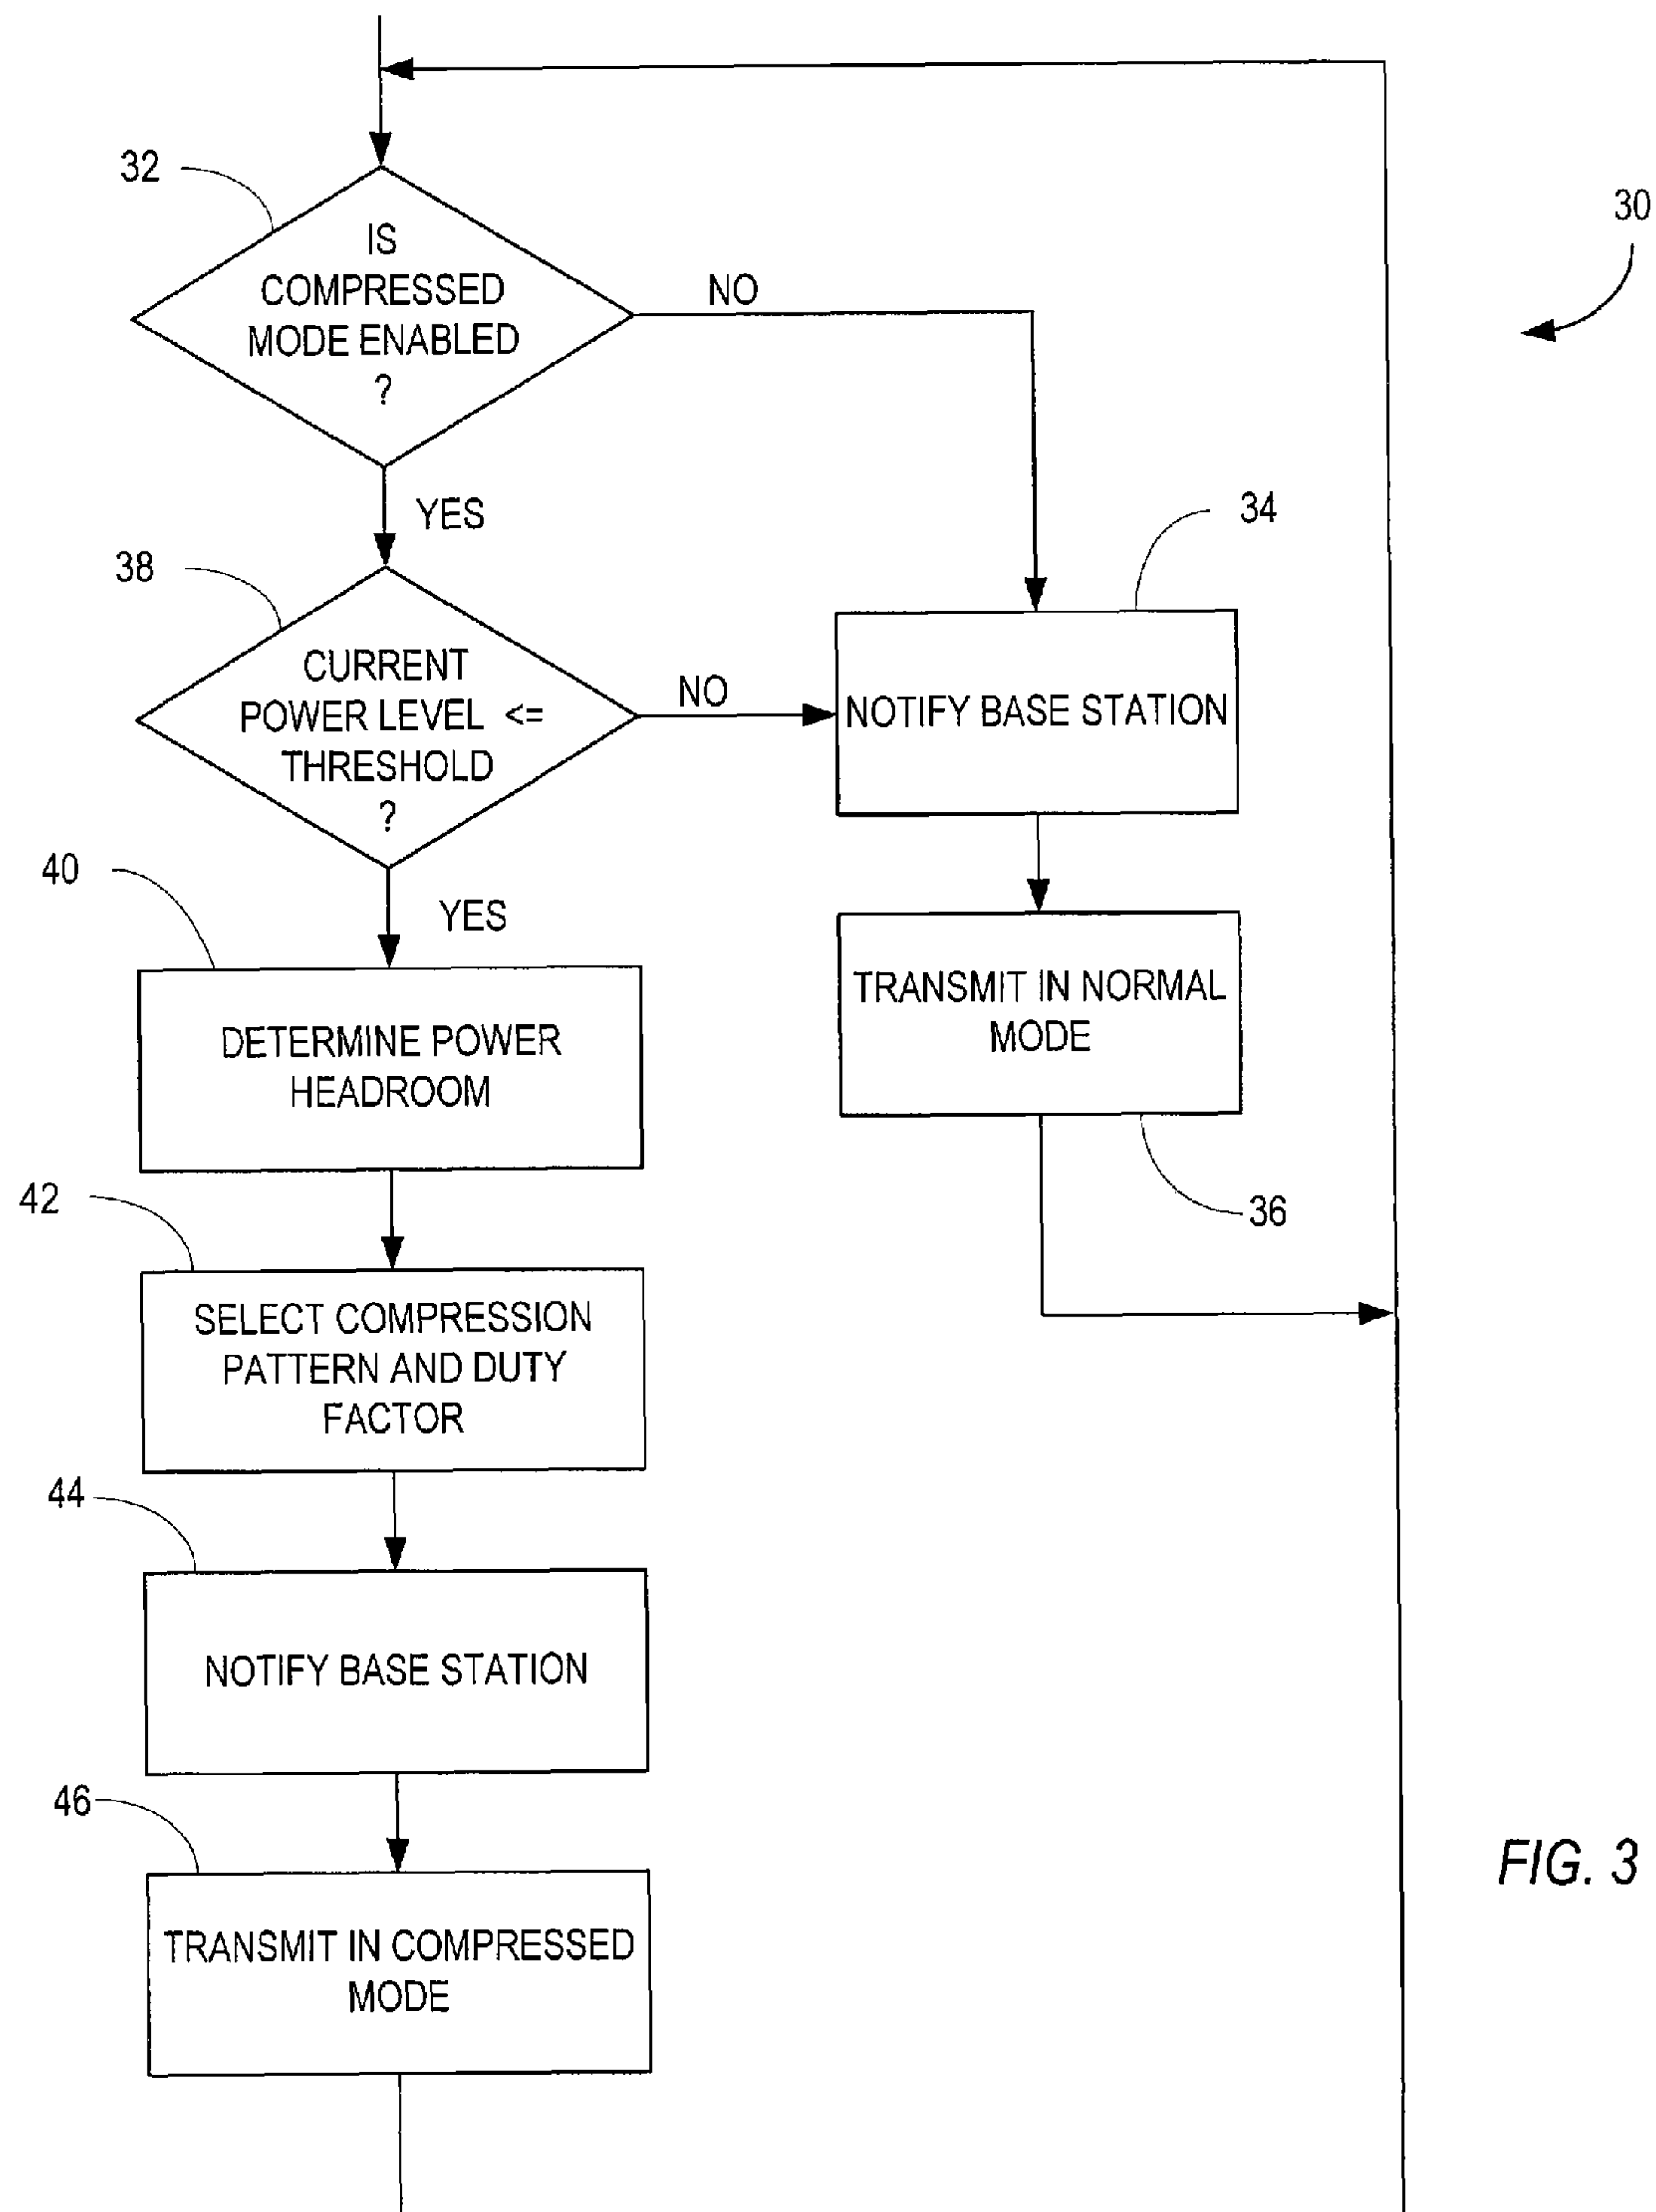 32
IS
COMPRESSED
MODE ENABLED
?
NO
30
YES
34
38
CURRENT
POWER LEVEL <=
THRESHOLD
?
NO
NOTIFY BASE STATION
40
YES
TRANSMIT IN NORMAL
MODE
DETERMINE POWER
HEADROOM
36
42
SELECT COMPRESSION
PATTERN AND DUTY
FACTOR
44
NOTIFY BASE STATION
46
TRANSMIT IN COMPRESSED
MODE
FIG. 3